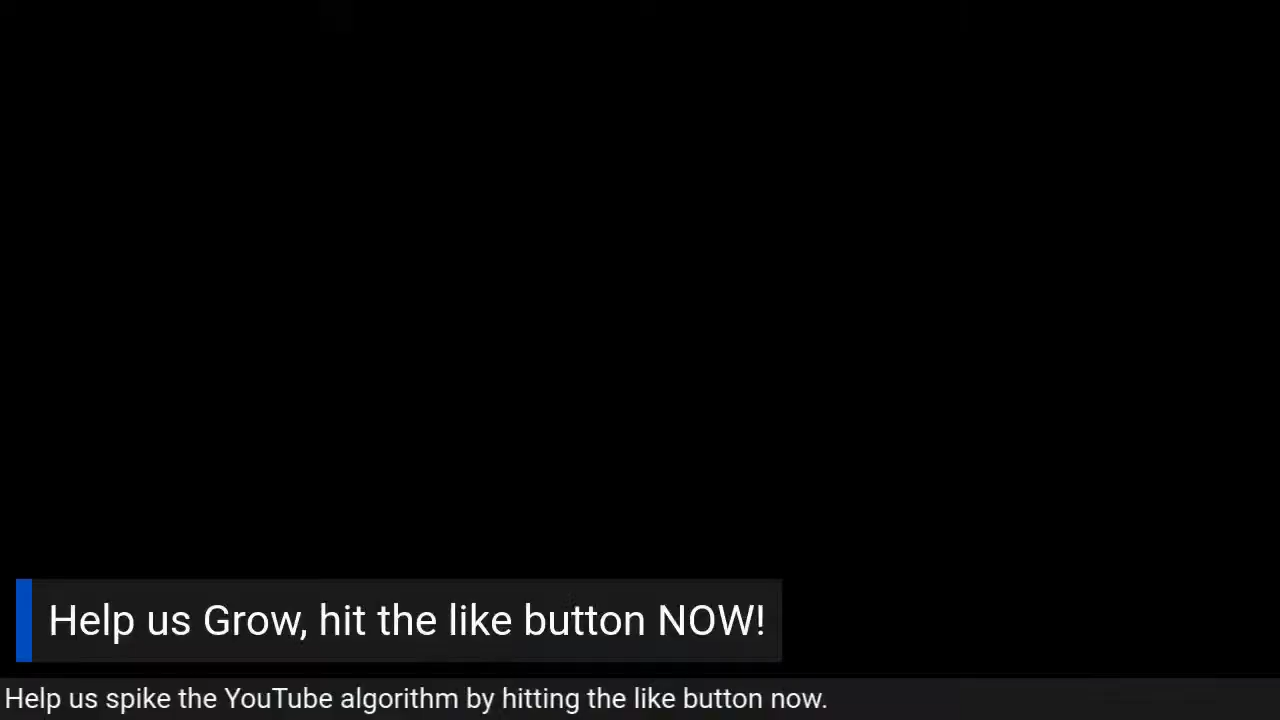 Help us Grow, hit the like button NOW!
Help us spike the YouTube algorithm by hitting the like button now.